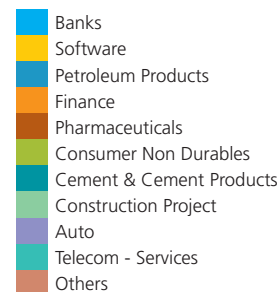 Banks
Software
Petroleum Products
Finance
Pharmaceuticals
Consumer Non Durables
Cement & Cement Products
Construction Project
Auto
Telecom - Services
Others